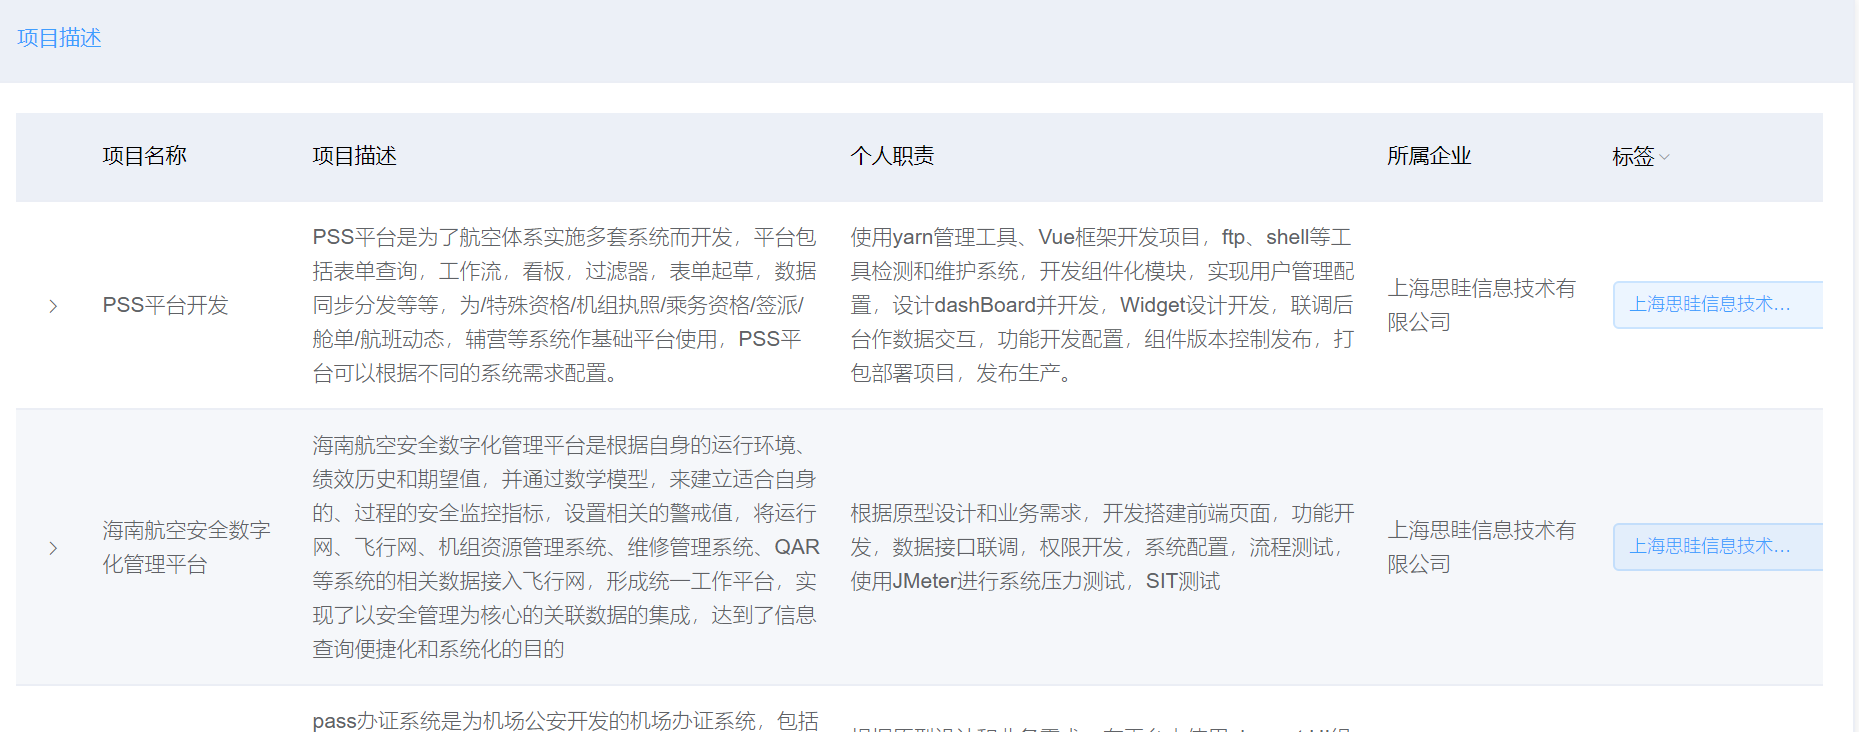 项目描述
项目名称
项目描述
个人职责
所属企业
标签
PSS平台开发
PSS平台是为了航空体系实施多套系统而开发，平台包
括表单查询，工作流，看板，过滤器，表单起草，数据
同步分发等等，为/特殊资格/机组执照/乘务资格/签派/
舱单/航班动态，辅营等系统作基础平台使用，PSS平
台可以根据不同的系统需求配置。
使用yarn管理工具、Vue框架开发项目，ftp、shell等工
具检测和维护系统，开发组件化模块，实现用户管理配
置，设计dashBoard并开发，Widget设计开发，联调后
台作数据交互，功能开发配置，组件版本控制发布，打
包部署项目，发布生产。
上海思眭信息技术有
限公司
上海思眭信息技术...
海南航空安全数字
化管理平台
海南航空安全数字化管理平台是根据自身的运行环境、
绩效历史和期望值，并通过数学模型，来建立适合自身
的、过程的安全监控指标，设置相关的警戒值，将运行
网、飞行网、机组资源管理系统、维修管理系统、QAR
等系统的相关数据接入飞行网，形成统一工作平台，实
现了以安全管理为核心的关联数据的集成，达到了信息
查询便捷化和系统化的目的
根据原型设计和业务需求，开发搭建前端页面，功能开
发，数据接口联调，权限开发，系统配置，流程测试，
使用JMeter进行系统压力测试，SIT测试
上海思眭信息技术有
限公司
上海思眭信息技术...
pass办证系统是为机场公安开发的机场办证系统，包括